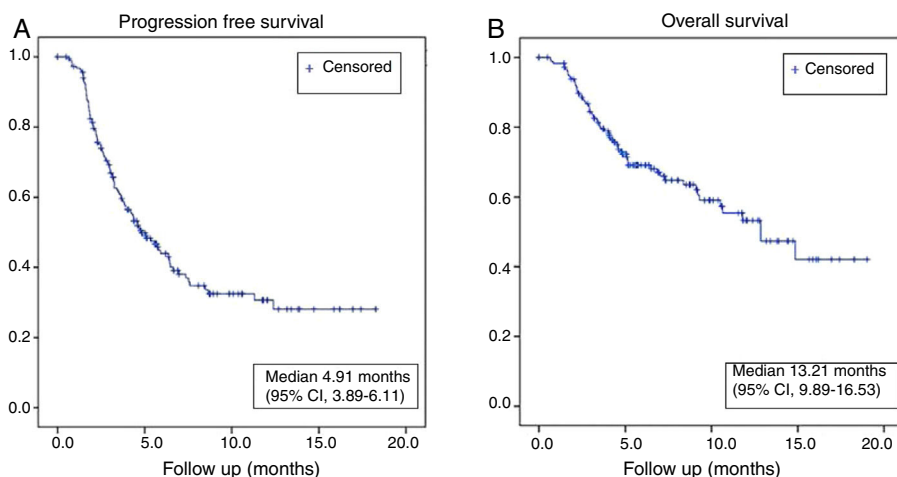 A
Progression free survival
+ Censored
1.0
0.8
0.6
0.4
0.2
0.0
Median 4.91 months
(95% CI, 3.89-6.11)
0.0 5.0 10.0 15.0 20.0
Follow up (months)
B
Overall survival
+ Censored
1.0
0.8
0.6
0.4
0.2
0.0
Median 13.21 months
(95% CI, 9.89-16.53)
0.0 5.0 10.0 15.0 20.0
Follow up (months)